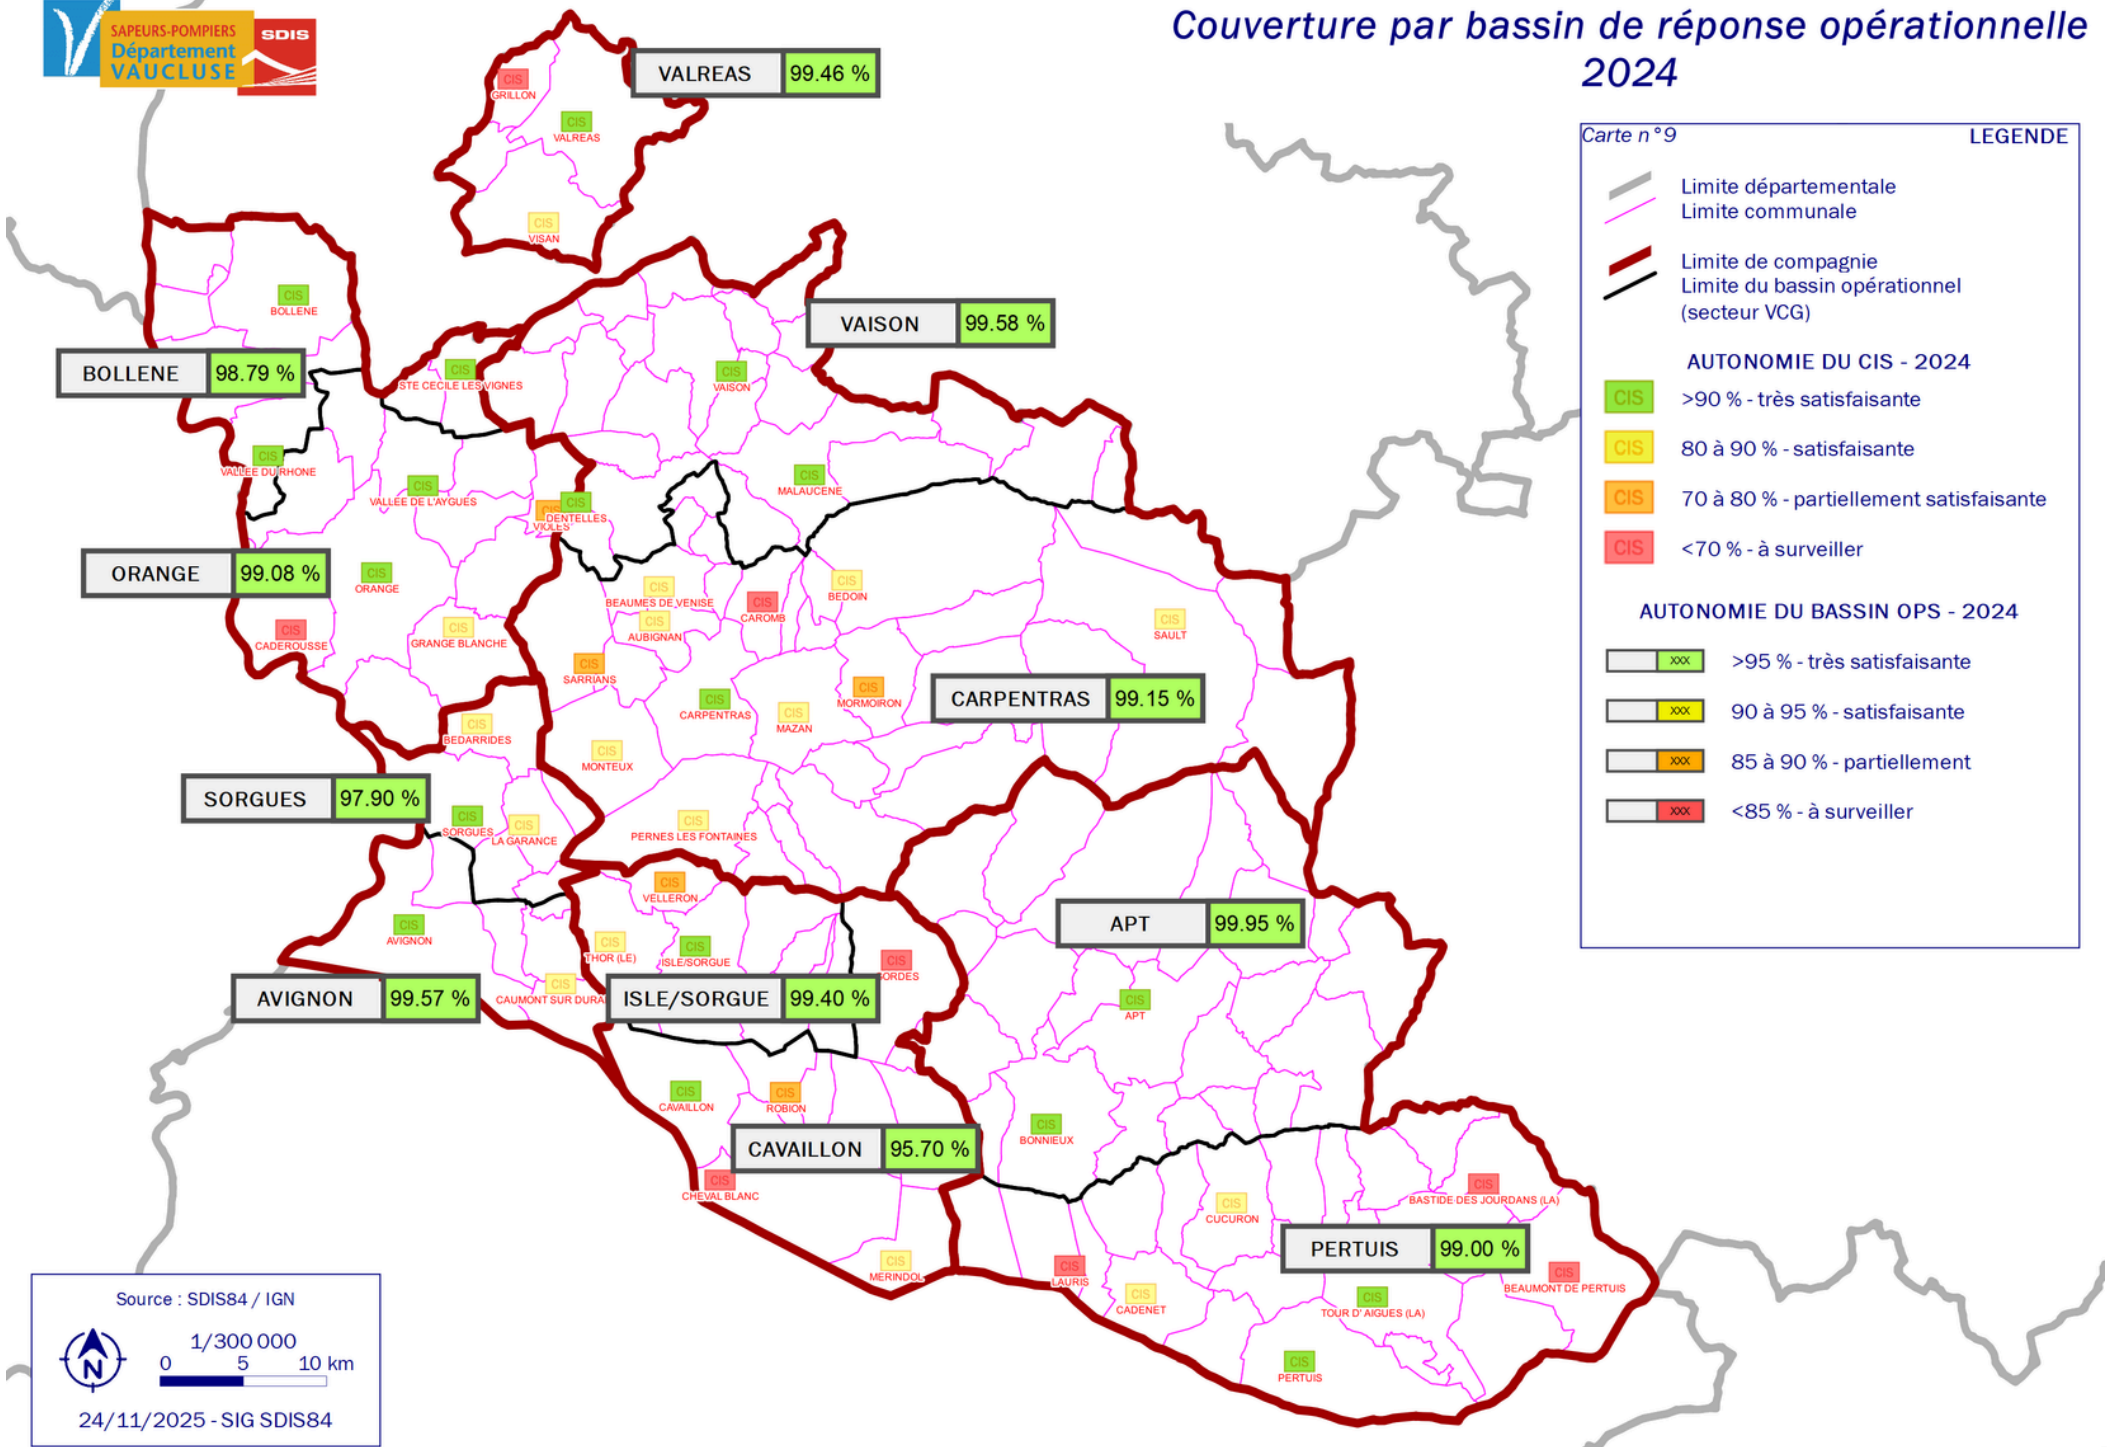 SAPEURS-POMPIERS
Département
VAUCLUSE
SDIS
Couverture par bassin de réponse opérationnelle
2024
Carte n°9
LEGENDE
Limite départementale
Limite communale
Limite de compagnie
Limite du bassin opérationnel
(secteur VCG)
AUTONOMIE DU CIS - 2024
CIS >90 % - très satisfaisante
CIS 80 à 90 % - satisfaisante
CIS 70 à 80 % - partiellement satisfaisante
CIS <70 % - à surveiller
AUTONOMIE DU BASSIN OPS - 2024
xxx >95 % - très satisfaisante
xxx 90 à 95 % - satisfaisante
xxx 85 à 90 % - partiellement
xxx <85 % - à surveiller
VALREAS 99.46 %
CIS
GRILLON
CIS
VALREAS
CIS
VISAN
CIS
BOLLENE
VAISON 99.58 %
BOLLENE 98.79 %
CIS
STE CECILE LES VIGNES
CIS
VAISON
CIS
VALLEE DU RHONE
CIS
VALLEE DE L'AYGUES
CIS
MALAUCENE
CIS
VIOLES
CIS
DENTELLES
ORANGE 99.08 %
CIS
ORANGE
CIS
BEAUMES DE VENISE
CIS
CAROMB
CIS
BEDOIN
CIS
CADEROUSSE
CIS
GRANGE BLANCHE
CIS
AUBIGNAN
CIS
SAULT
CIS
SARRIANS
CIS
CARPENTRAS
CIS
MAZAN
CIS
MORMOIRON
CARPENTRAS 99.15 %
CIS
BEDARRIDES
CIS
MONTEUX
SORGUES 97.90 %
CIS
SORGUES
CIS
LA GARANCE
CIS
PERNES LES FONTAINES
CIS
VELLERON
CIS
AVIGNON
CIS
THOR (LE)
CIS
ISLE/SORGUE
CIS
ORDES
APT 99.95 %
AVIGNON 99.57 %
CIS
CAUMONT SUR DURA
ISLE/SORGUE 99.40 %
CIS
APT
CIS
CAVAILLON
CIS
ROBION
CIS
BONNIEUX
CAVAILLON 95.70 %
CIS
CHEVAL BLANC
CIS
CUCURON
CIS
BASTIDE DES JOURDANS (LA)
PERTUIS 99.00 %
CIS
MERINDOL
CIS
LAURIS
CIS
CADENET
CIS
TOUR D'AIGUES (LA)
CIS
BEAUMONT DE PERTUIS
CIS
PERTUIS
Source : SDIS84 / IGN
N
1/300 000
0 5 10 km
24/11/2025 - SIG SDIS84